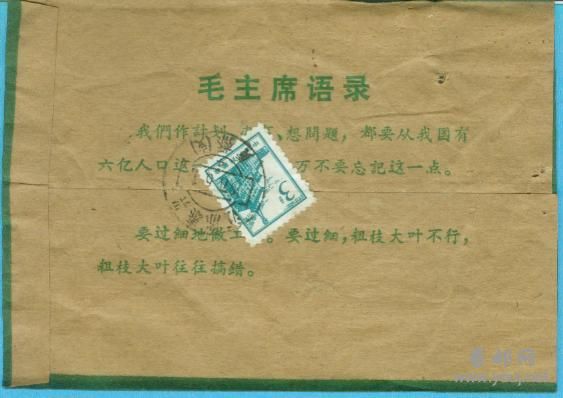 毛主席语录
我們作計划、
、想問題，都要从我国有
六亿人口这
万不要忘記这一点。
要过細地做工
。要过細，粗枝大叶不行，
粗枝大叶往往搞錯。
3